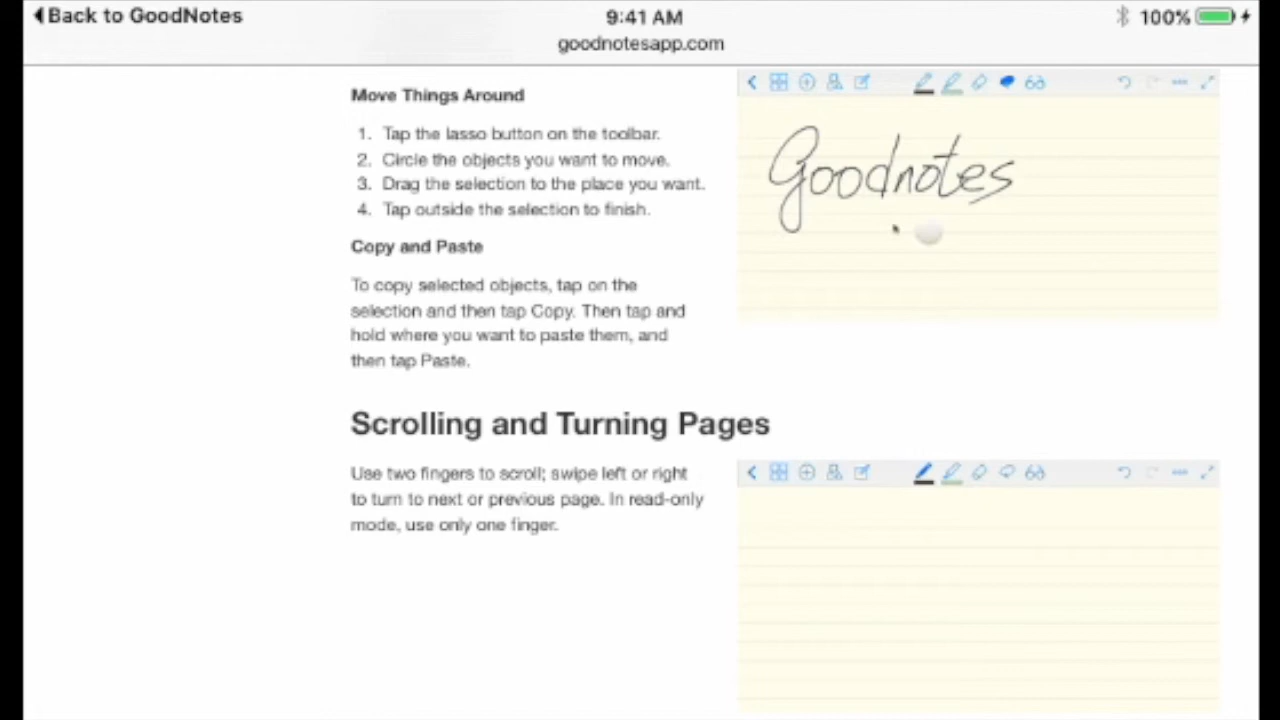 Back to GoodNotes
9:41 AM
100%
goodnotesapp.com
Move Things Around
1. Tap the lasso button on the toolbar.
2. Circle the objects you want to move.
3. Drag the selection to the place you want.
4. Tap outside the selection to finish.
Goodnotes
Copy and Paste
To copy selected objects, tap on the
selection and then tap Copy. Then tap and
hold where you want to paste them, and
then tap Paste.
Scrolling and Turning Pages
Use two fingers to scroll; swipe left or right
to turn to next or previous page. In read-only
mode, use only one finger.